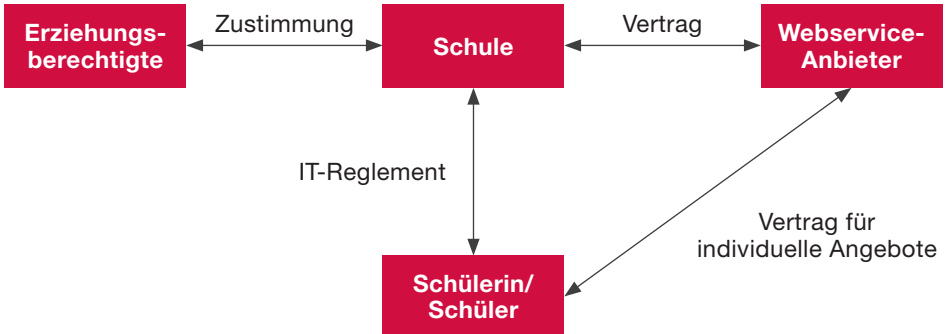 Erziehungs-
berechtigte
Zustimmung
Schule
Vertrag
Webservice-
Anbieter
IT-Reglement
Vertrag für
individuelle Angebote
Schülerin/
Schüler